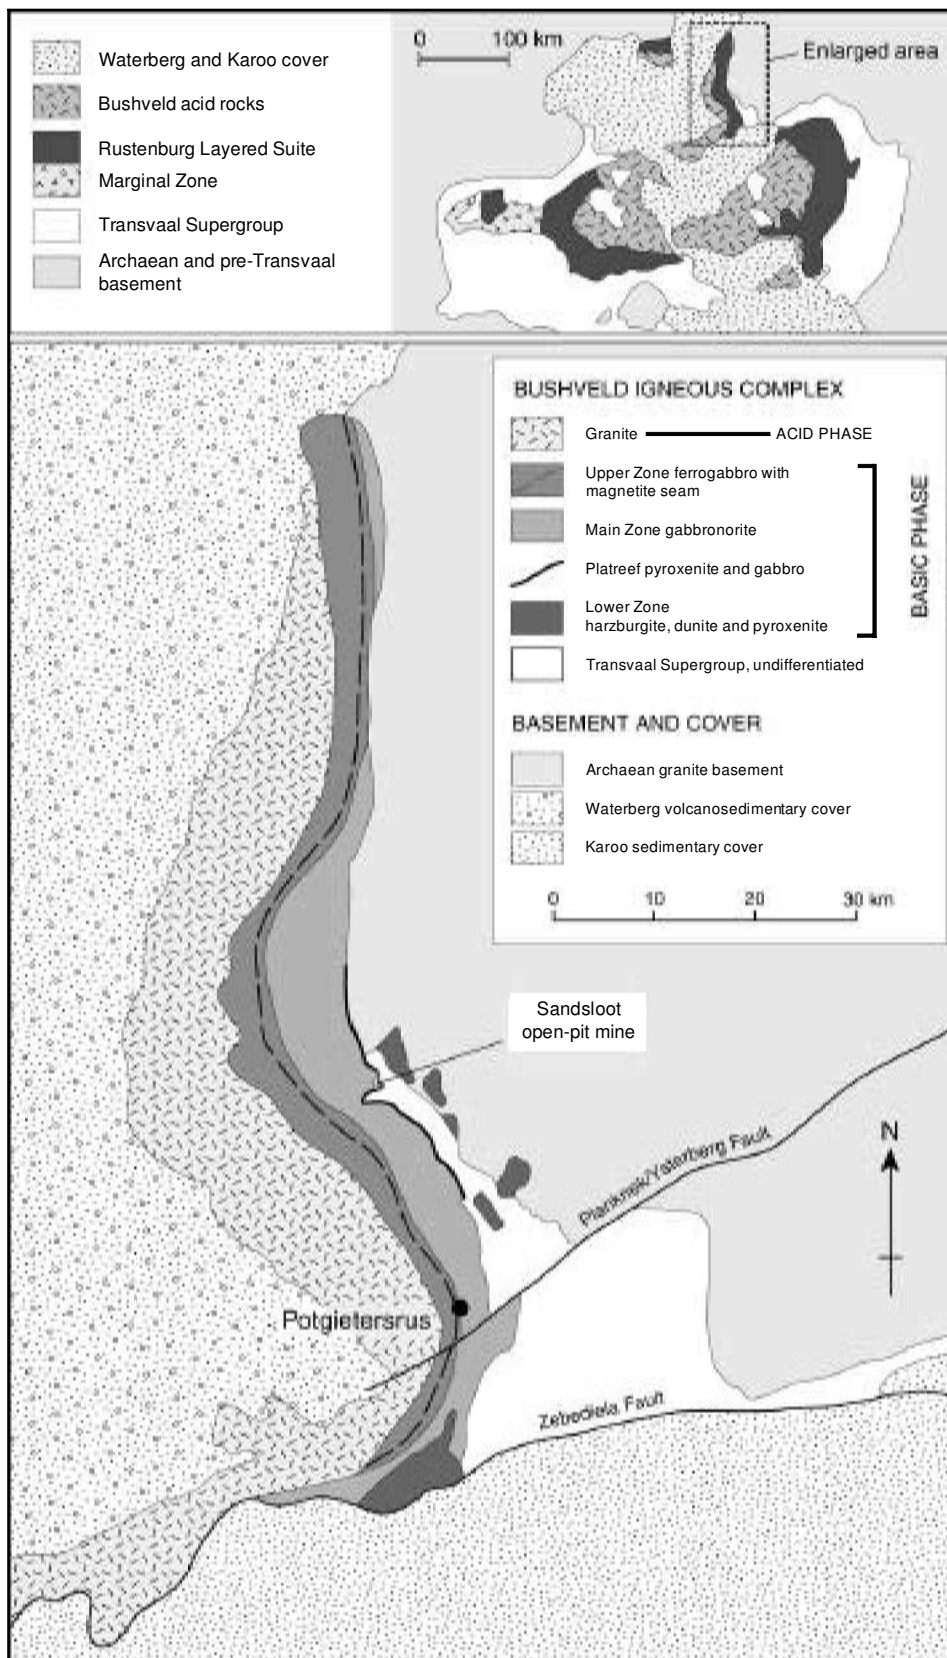 Waterberg and Karoo cover
Bushveld acid rocks
Rustenburg Layered Suite
Marginal Zone
Transvaal Supergroup
Archaean and pre-Transvaal
basement
0 100 km
Enlarged area
BUSHVELD IGNEOUS COMPLEX
Granite ACID PHASE
Upper Zone ferrogabbro with
magnetite seam
Main Zone gabbronorite
Platreef pyroxenite and gabbro
Lower Zone
harzburgite, dunite and pyroxenite
BASIC PHASE
Transvaal Supergroup, undifferentiated
BASEMENT AND COVER
Archaean granite basement
Waterberg volcanosedimentary cover
Karoo sedimentary cover
0 10 20 30 km
Sandsloot
open-pit mine
N
Planknek/Ysterberg Fault
Potgietersrus
Zebediela Fault